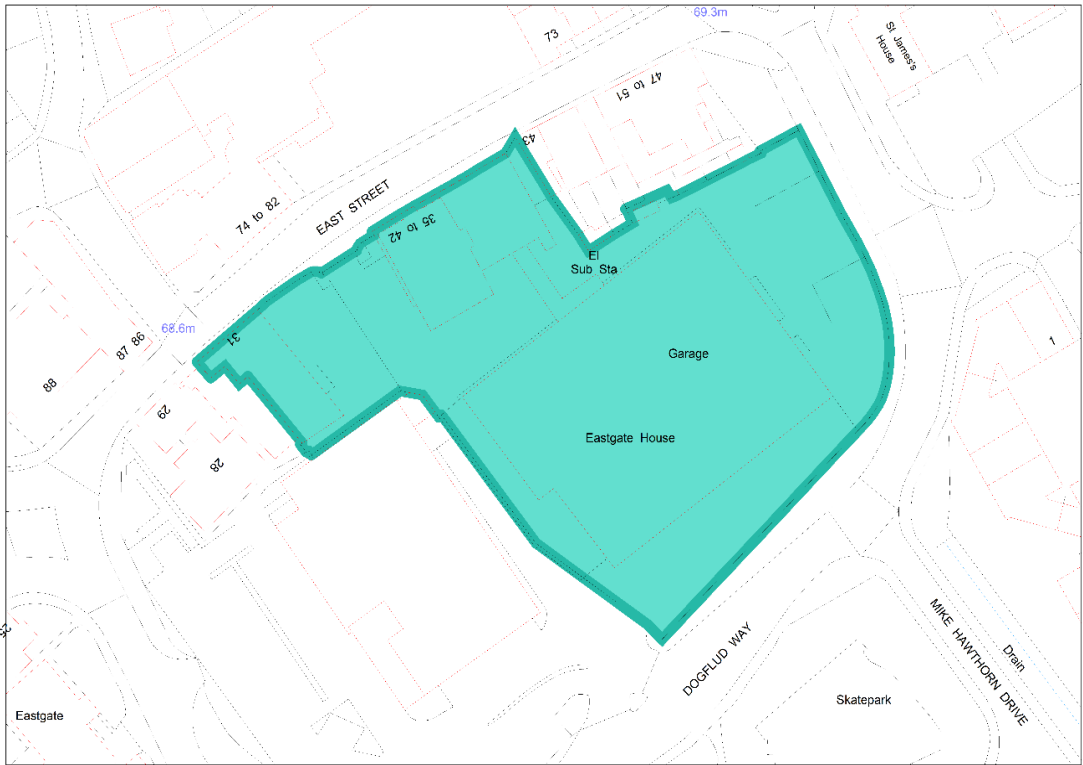 69.3m
73
St James's
House
47 to 51
43
EAST STREET
74 to 82
35 to 42
El
Sub Sta
68.6m
31
86
87
88
29
28
1
Garage
Eastgate House
25
Eastgate
DOGFLUD WAY
MIKE HAWTHORN DRIVE
Drain
Skatepark